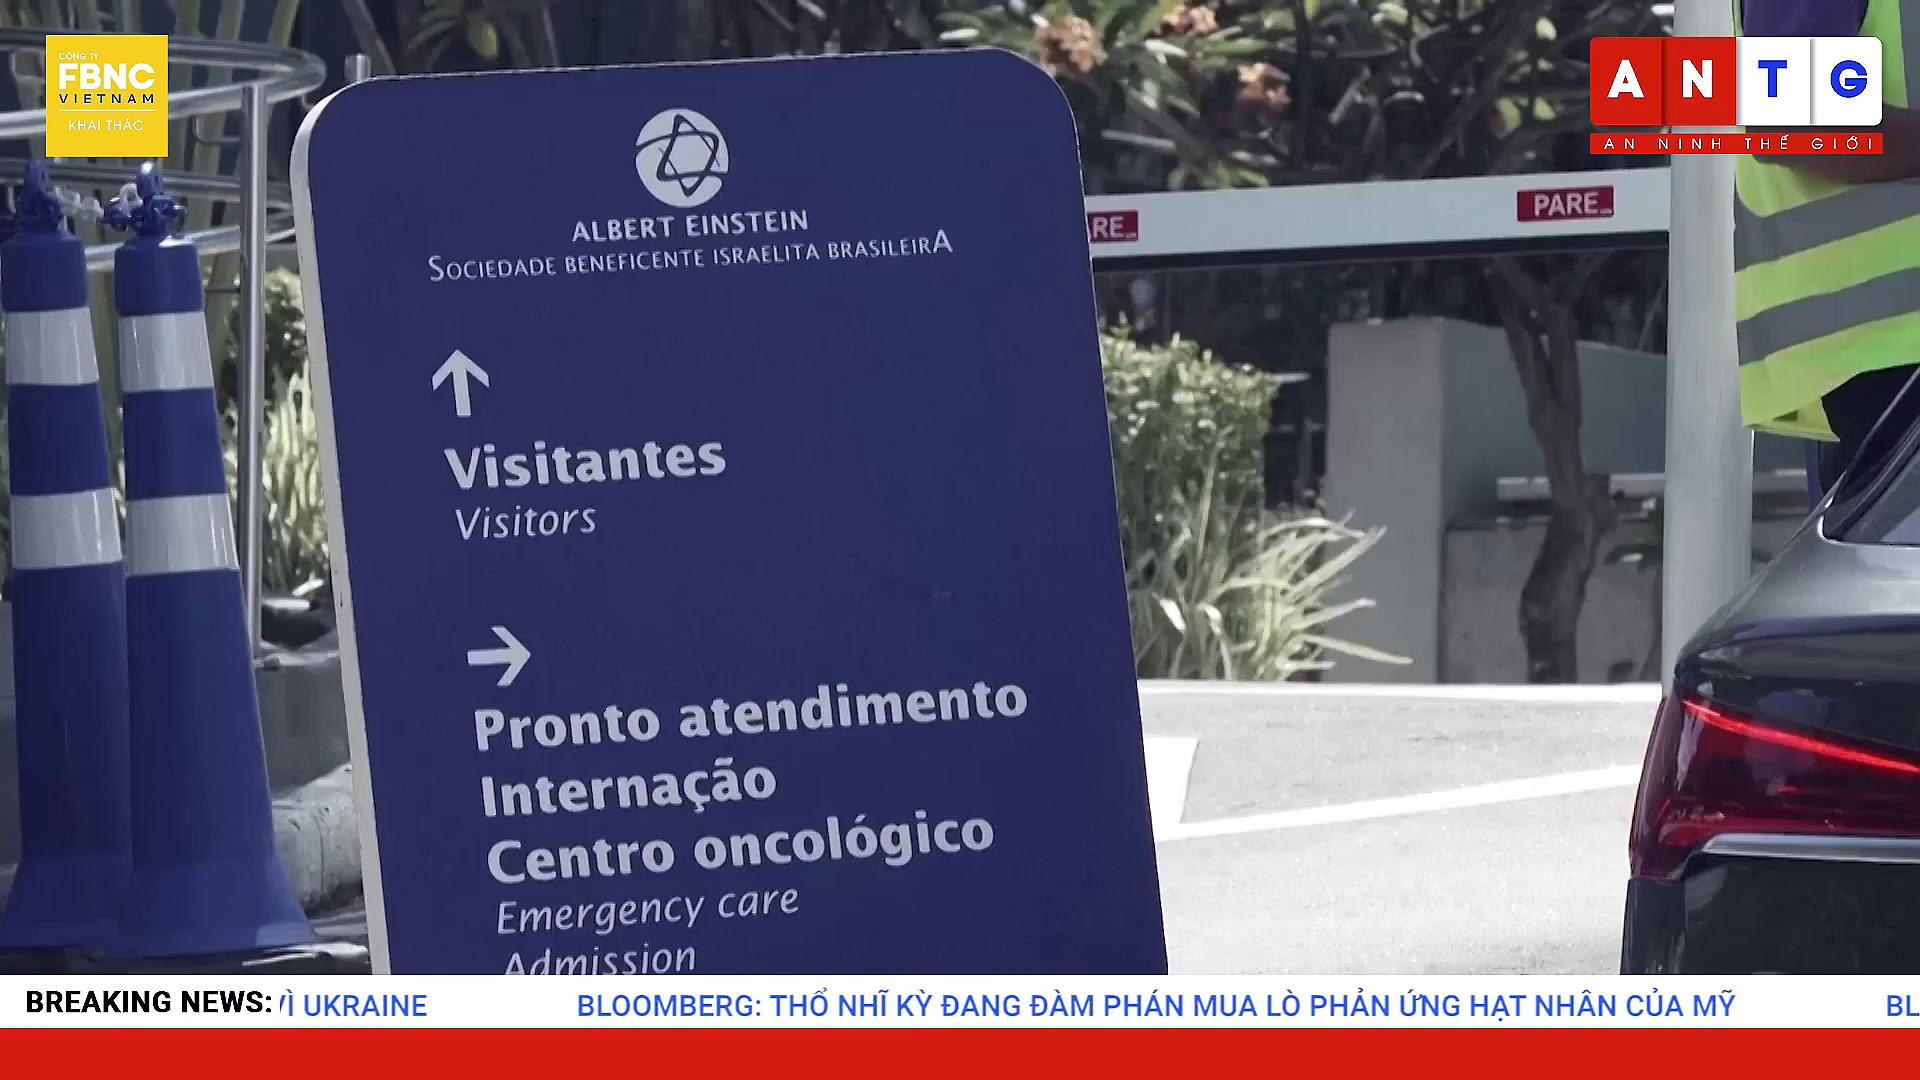 CÔNG TY
FBNC
VIETNAM
KHAI THÁC
ANTG
AN NINH THẾ GIỚI
ALBERT EINSTEIN
SOCIEDADE BENEFICENTE ISRAELITA BRASILEIRA
PARE
Visitantes
Visitors
Pronto atendimento
Internação
Centro oncológico
Emergency care
Admission
BREAKING NEWS: VÌ UKRAINE BLOOMBERG: THỔ NHĨ KỲ ĐANG ĐÀM PHÁN MUA LÒ PHẢN ỨNG HẠT NHÂN CỦA MỸ